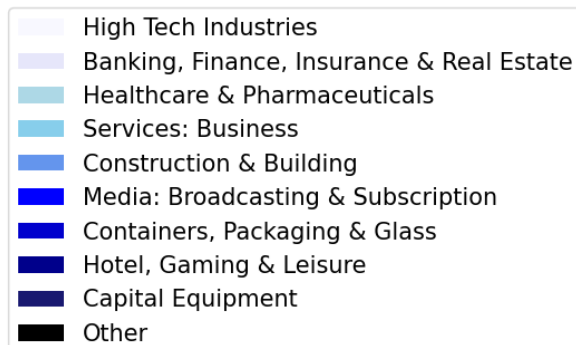 High Tech Industries
Banking, Finance, Insurance & Real Estate
Healthcare & Pharmaceuticals
Services: Business
Construction & Building
Media: Broadcasting & Subscription
Containers, Packaging & Glass
Hotel, Gaming & Leisure
Capital Equipment
Other